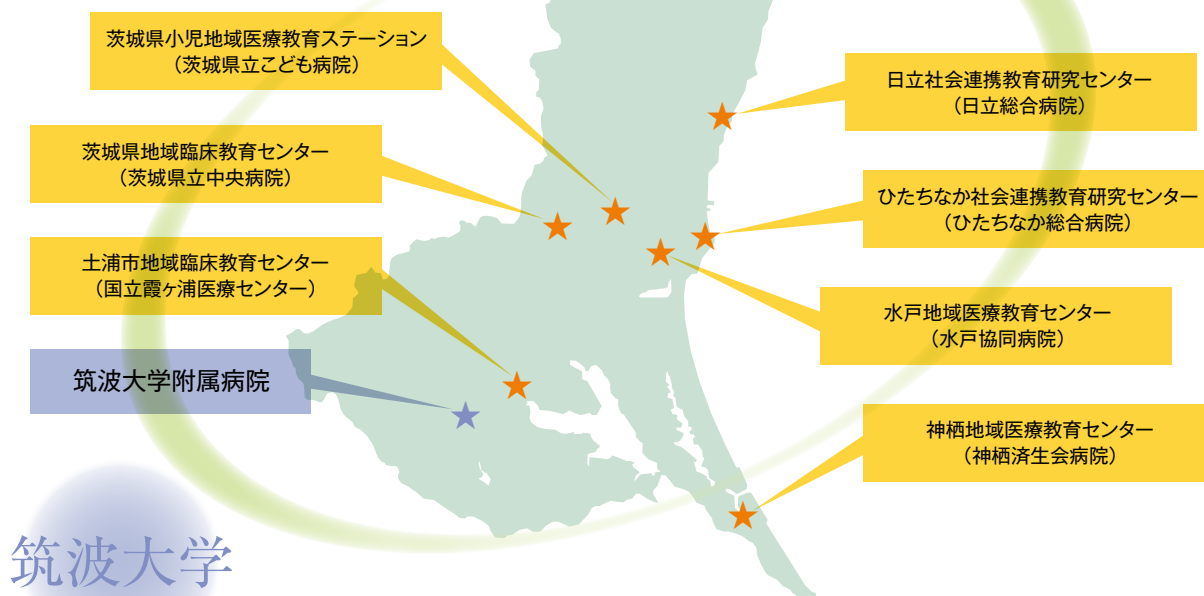 茨城県小児地域医療教育ステーション
（茨城県立こども病院）
茨城県地域臨床教育センター
（茨城県立中央病院）
土浦市地域臨床教育センター
（国立霞ヶ浦医療センター）
筑波大学附属病院
日立社会連携教育研究センター
（日立総合病院）
ひたちなか社会連携教育研究センター
（ひたちなか総合病院）
水戸地域医療教育センター
（水戸協同病院）
神栖地域医療教育センター
（神栖済生会病院）
筑波大学